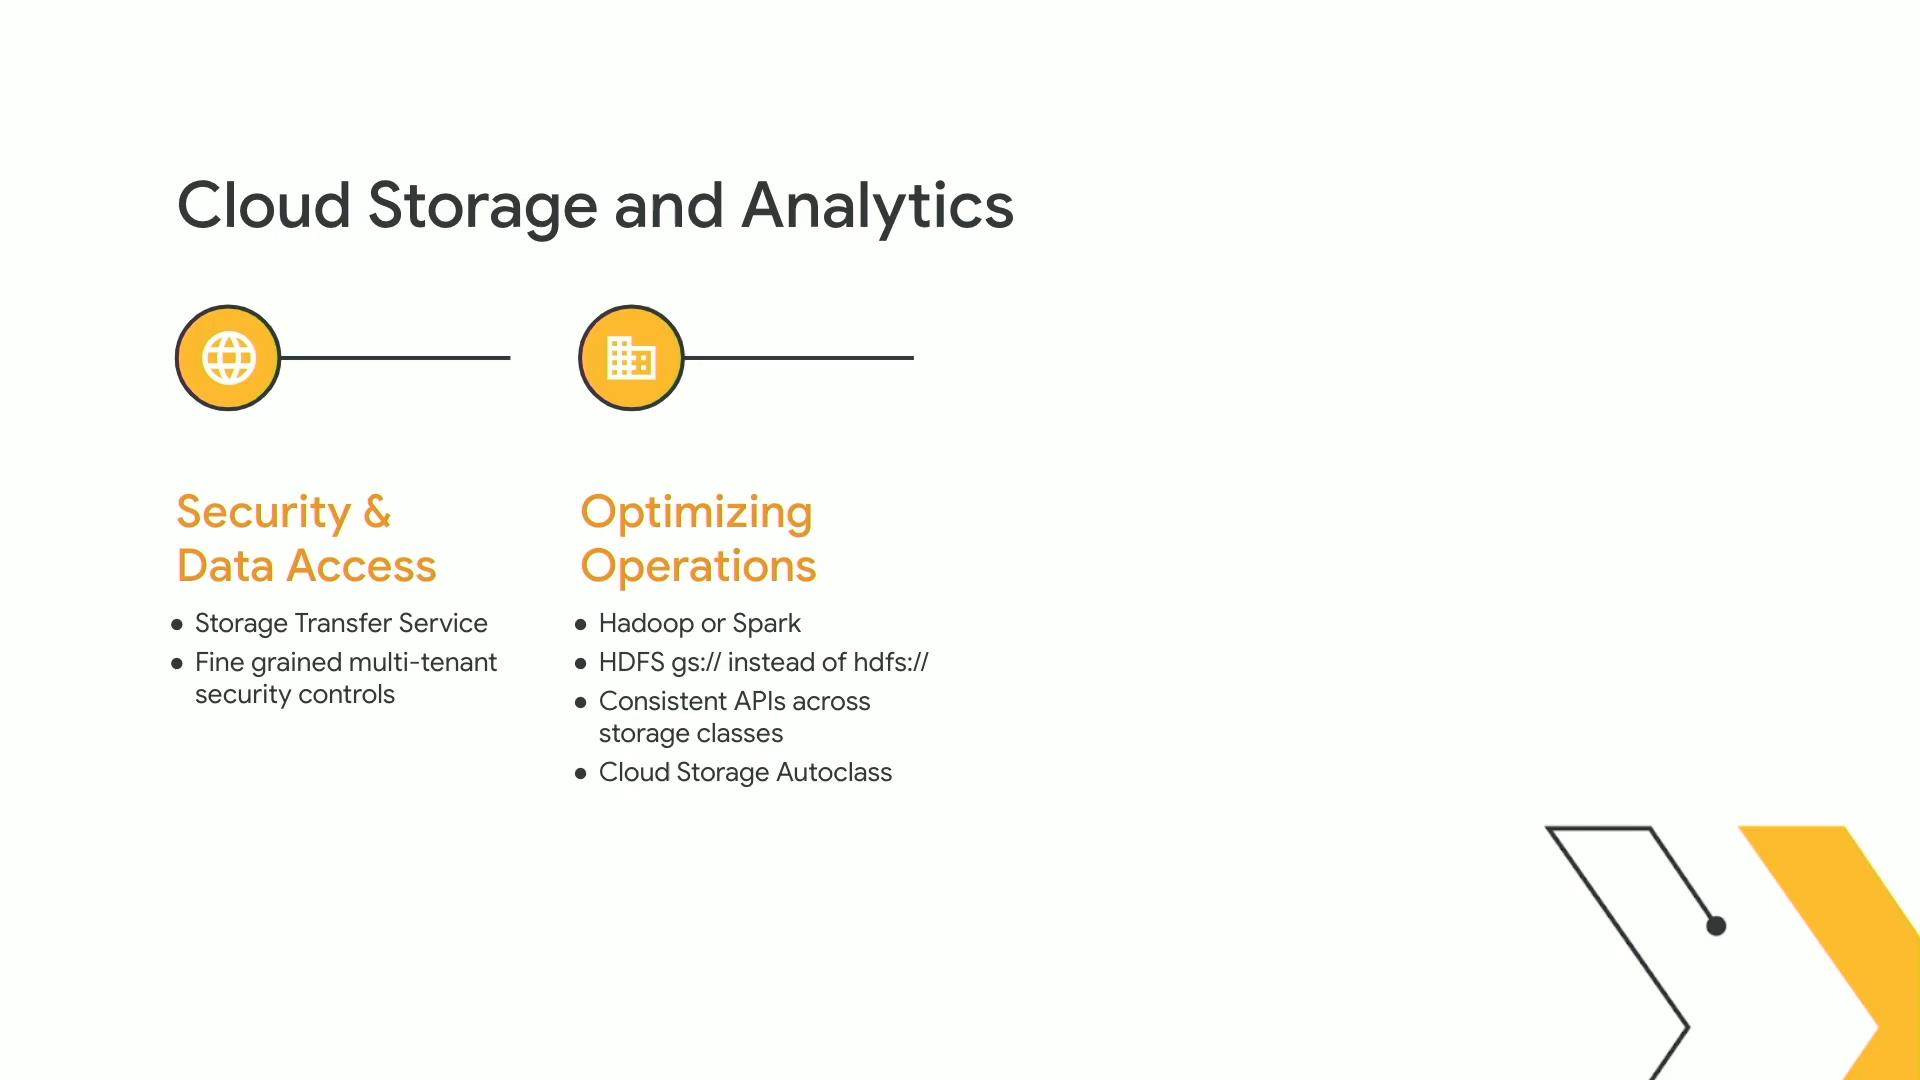 Cloud Storage and Analytics
Security &
Data Access
● Storage Transfer Service
● Fine grained multi-tenant
security controls
Optimizing
Operations
● Hadoop or Spark
● HDFS gs:// instead of hdfs://
● Consistent APIs across
storage classes
● Cloud Storage Autoclass